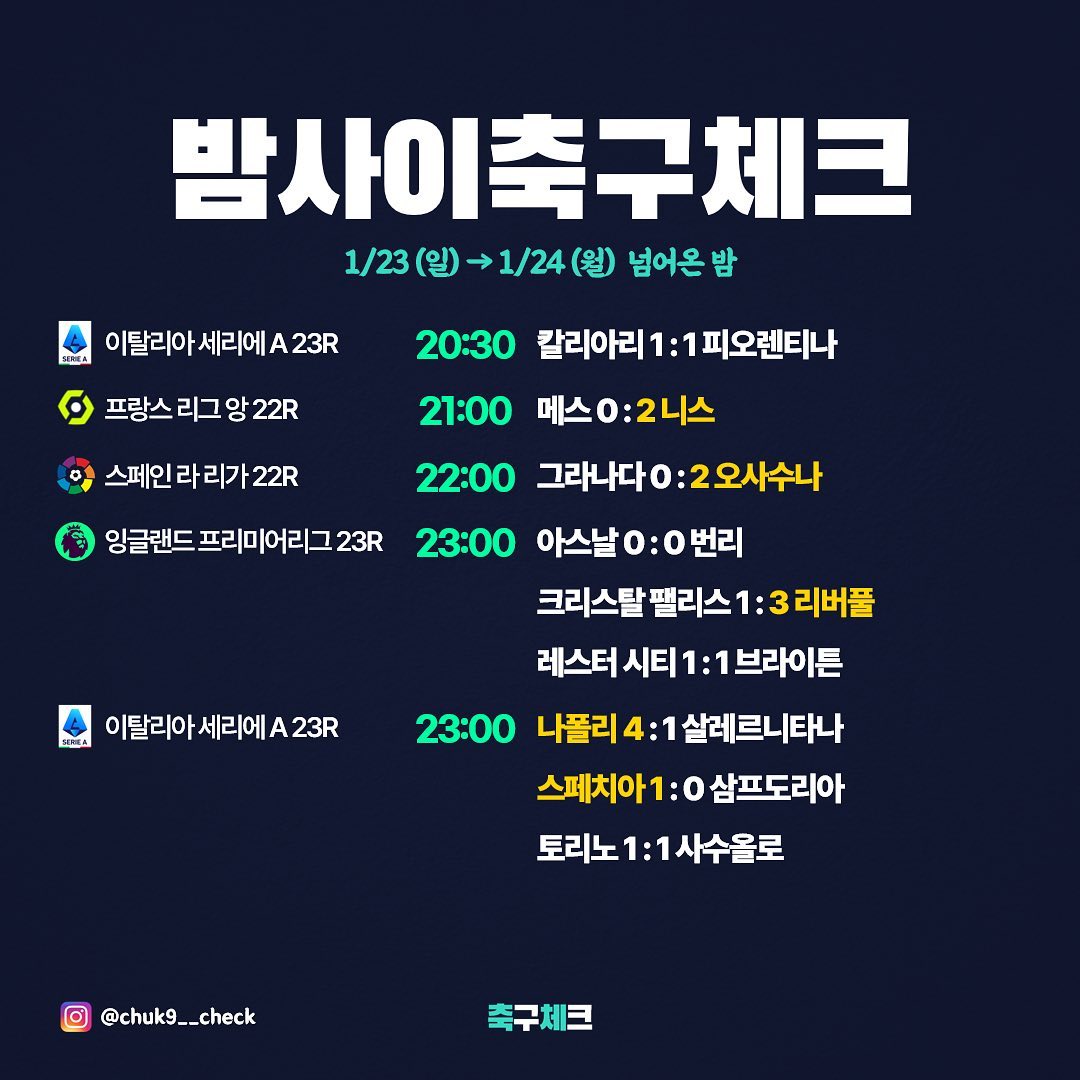 밤사이축구체크
1/23 (일) → 1/24 (월) 넘어온 밤
SERIE A 이탈리아 세리에 A 23R 20:30 칼리아리 1 : 1 피오렌티나
프랑스 리그 앙 22R 21:00 메스 0 : 2 니스
스페인 라 리가 22R 22:00 그라나다 0 : 2 오사수나
잉글랜드 프리미어리그 23R 23:00 아스날 0 : 0 번리
크리스탈 팰리스 1 : 3 리버풀
레스터 시티 1 : 1 브라이튼
SERIE A 이탈리아 세리에 A 23R 23:00 나폴리 4 : 1 살레르니타나
스페치아 1 : 0 삼프도리아
토리노 1 : 1 사수올로
@chuk9__check 축구체크